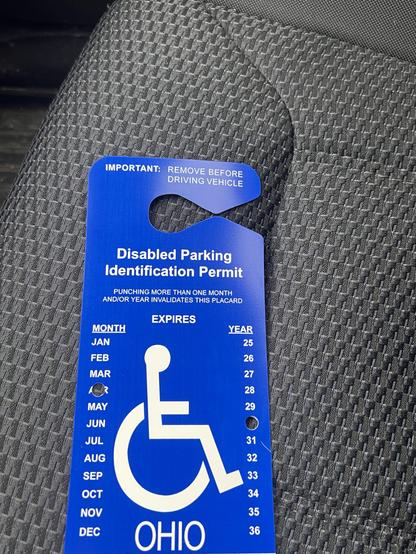 IMPORTANT: REMOVE BEFORE
DRIVING VEHICLE
Disabled Parking
Identification Permit
PUNCHING MORE THAN ONE MONTH
AND/OR YEAR INVALIDATES THIS PLACARD
EXPIRES
MONTH YEAR
JAN 25
FEB 26
MAR 27
28
MAY 29
JUN
JUL 31
AUG 32
SEP 33
OCT 34
NOV 35
DEC 36
OHIO